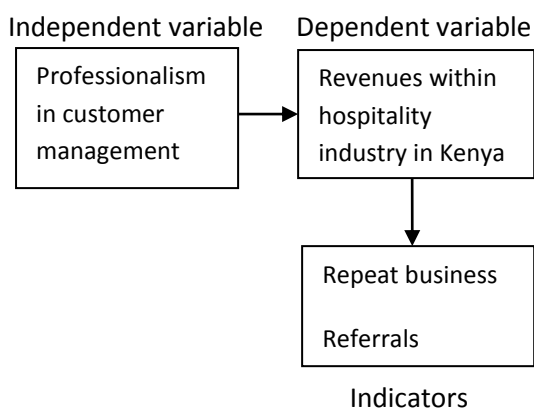 Independent variable
Dependent variable
Professionalism
in customer
management
Revenues within
hospitality
industry in Kenya
Repeat business
Referrals
Indicators